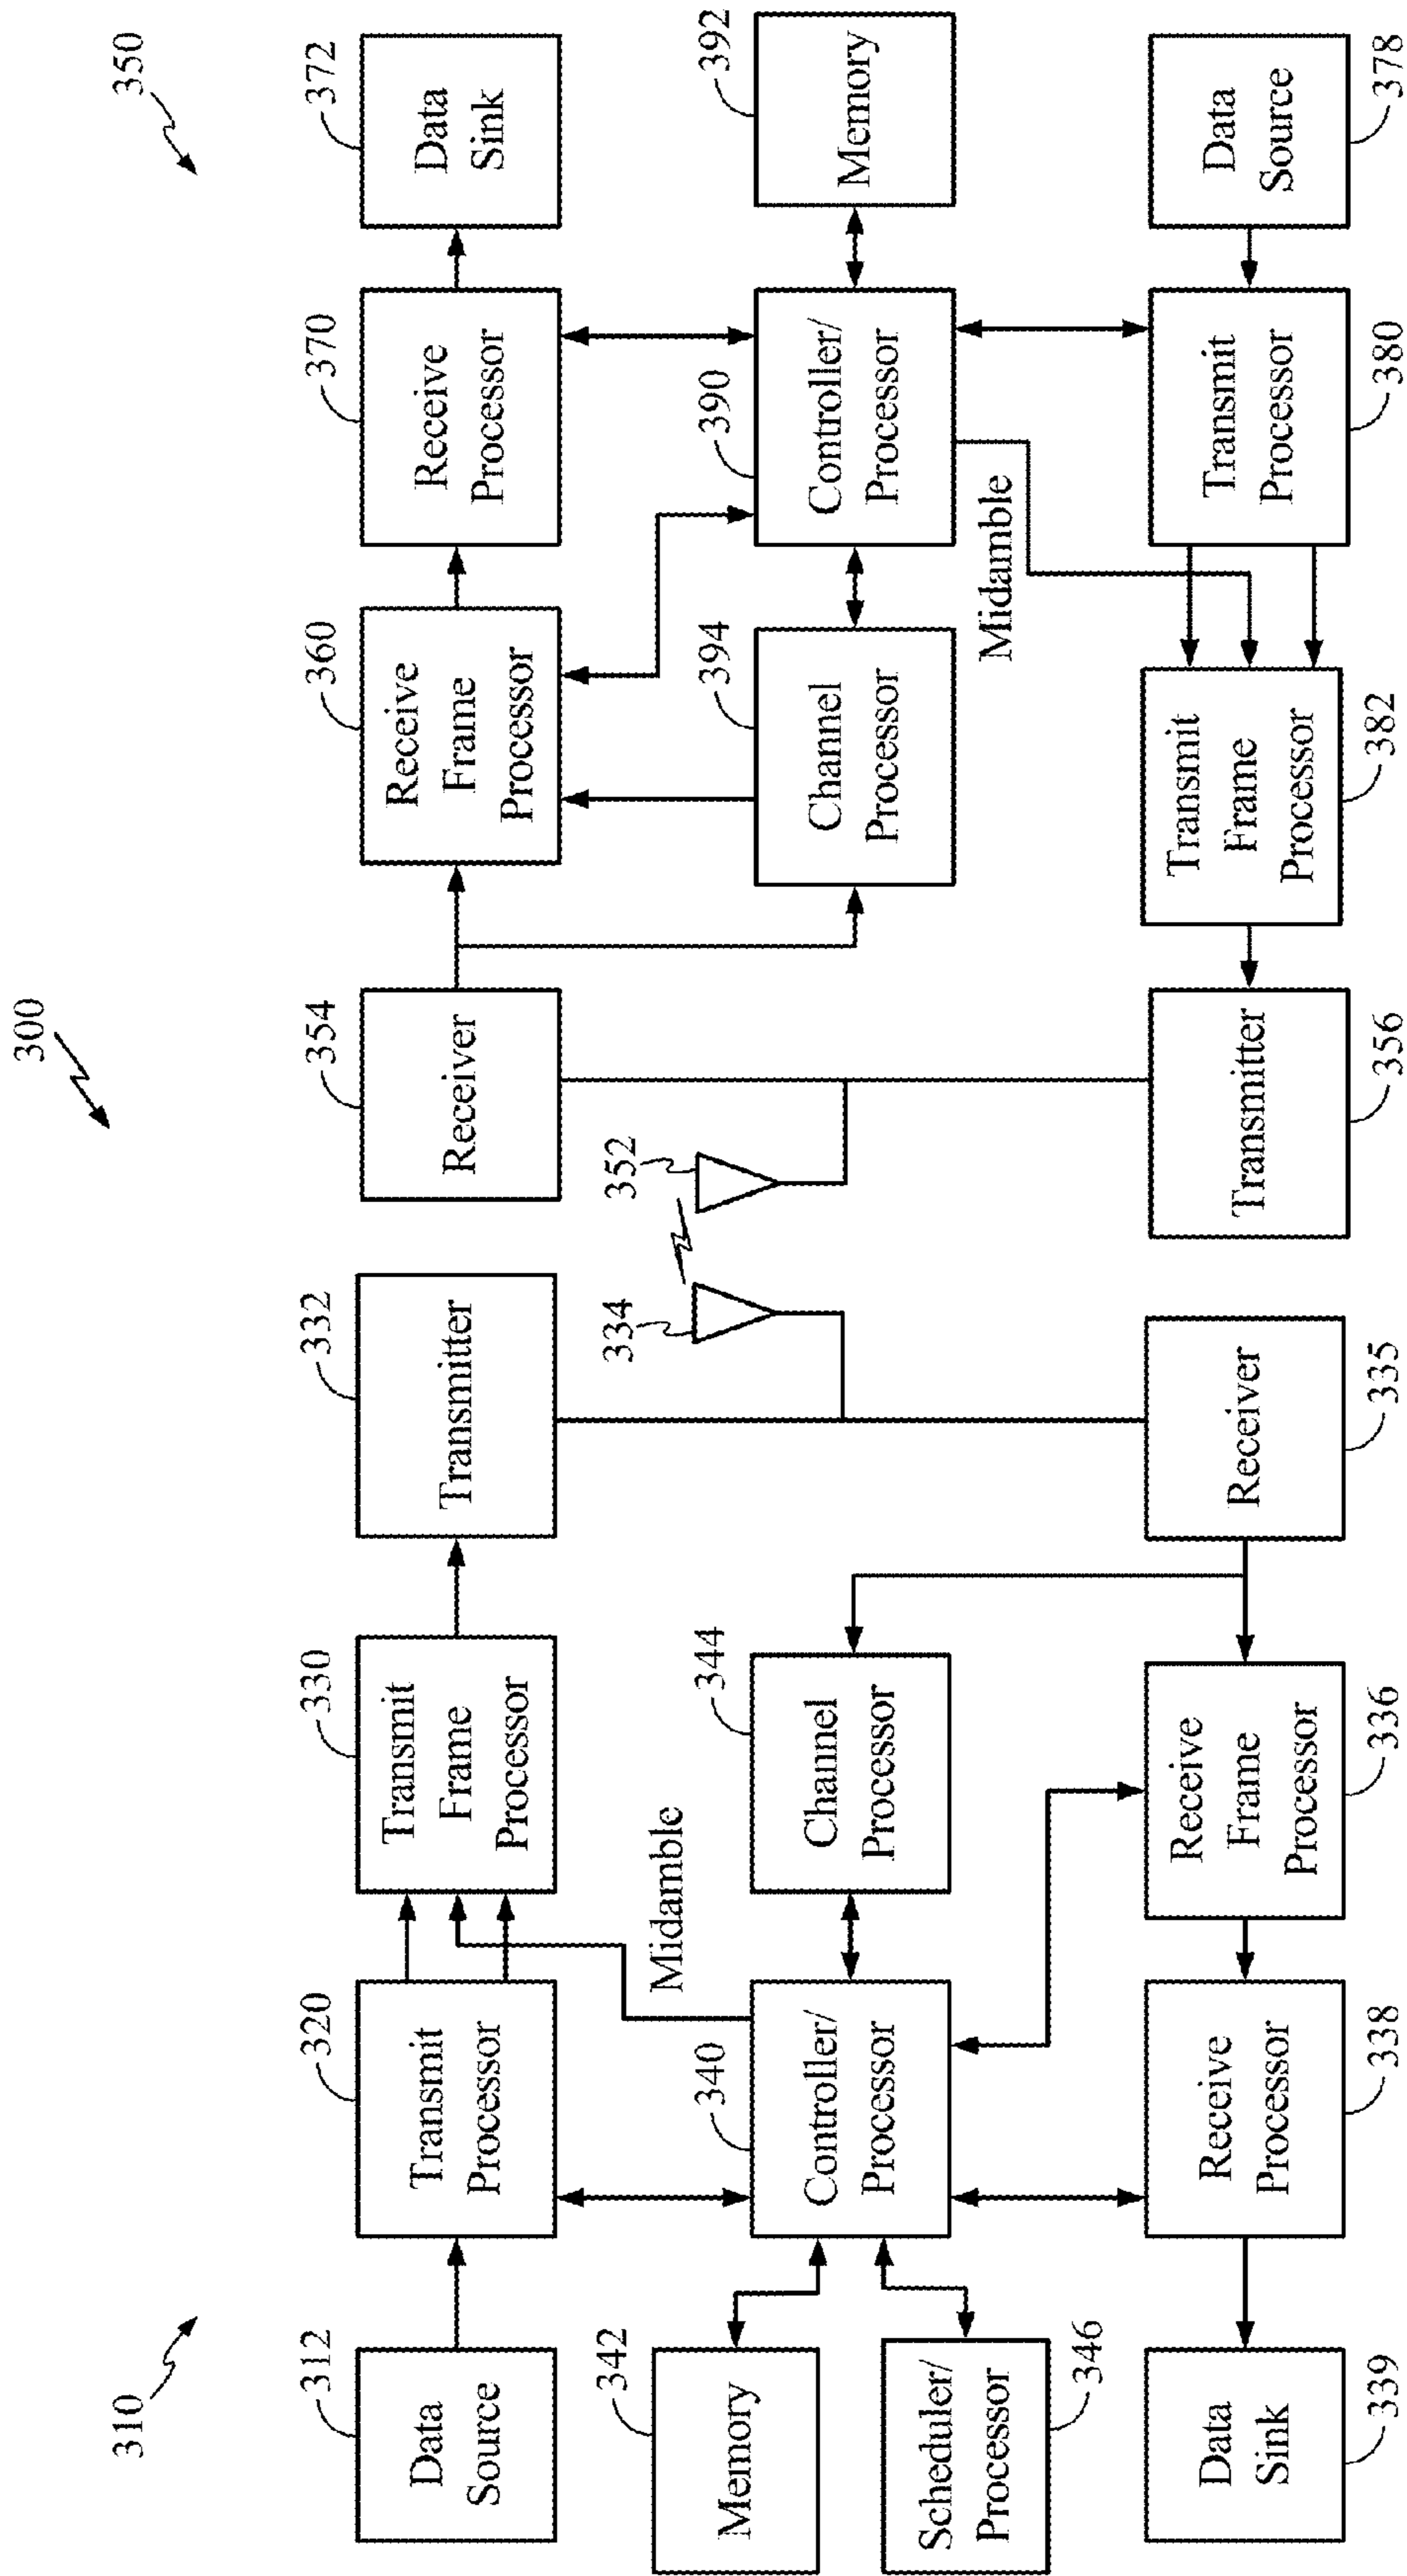 300
310
350
312
Data
Source
320
Transmit
Processor
330
Transmit
Frame
Processor
332
Transmitter
354
Receiver
360
Receive
Frame
Processor
370
Receive
Processor
372
Data
Sink
342
Memory
346
Scheduler/
Processor
340
Controller/
Processor
Midamble
344
Channel
Processor
334
352
394
Channel
Processor
390
Controller/
Processor
Midamble
392
Memory
Data
Sink
339
Receive
Processor
338
Receive
Frame
Processor
336
Receiver
335
Transmitter
356
Transmit
Frame
Processor
382
Transmit
Processor
380
Data
Source
378